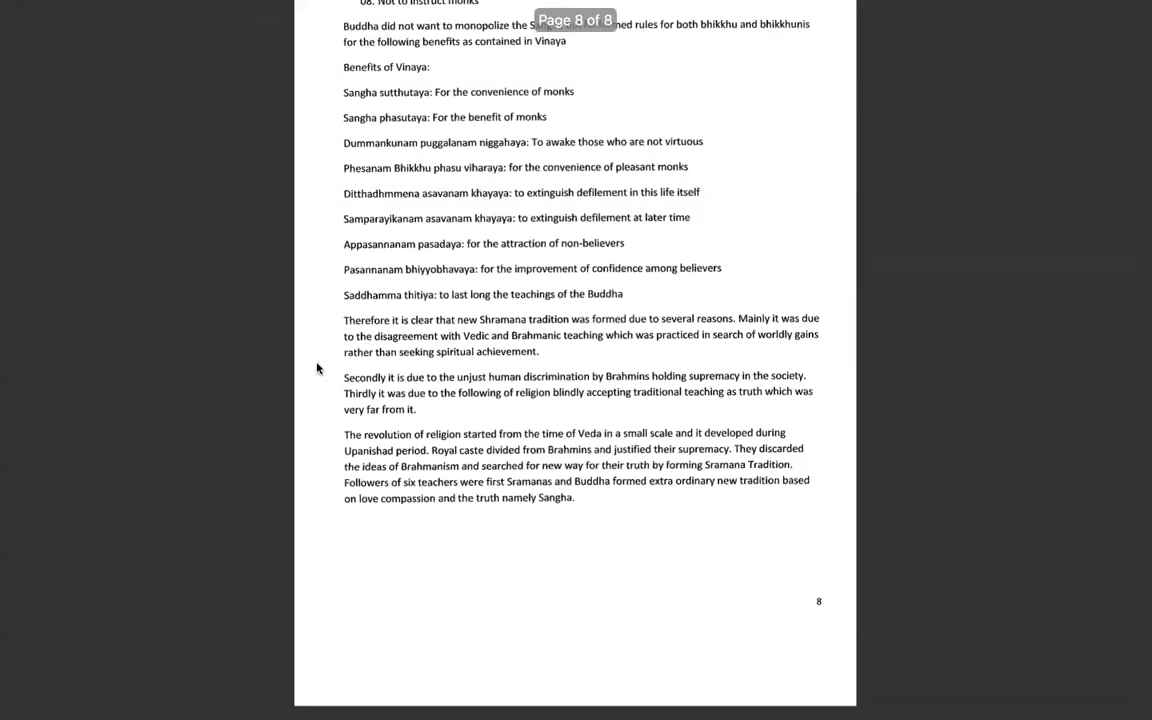 08. Not to instruct monks
Page 8 of 8
Buddha did not want to monopolize the ned rules for both bhikkhu and bhikkhunis
for the following benefits as contained in Vinaya
Benefits of Vinaya:
Sangha sutthutaya: For the convenience of monks
Sangha phasutaya: For the benefit of monks
Dummankunam puggalanam niggahaya: To awake those who are not virtuous
Phesanam Bhikkhu phasu viharaya: for the convenience of pleasant monks
Ditthadhmmena asavanam khayaya: to extinguish defilement in this life itself
Samparayikanam asavanam khayaya: to extinguish defilement at later time
Appasannanam pasadaya: for the attraction of non-believers
Pasannanam bhiyyobhavaya: for the improvement of confidence among believers
Saddhamma thitiya: to last long the teachings of the Buddha
Therefore it is clear that new Shramana tradition was formed due to several reasons. Mainly it was due
to the disagreement with Vedic and Brahmanic teaching which was practiced in search of worldly gains
rather than seeking spiritual achievement.
Secondly it is due to the unjust human discrimination by Brahmins holding supremacy in the society.
Thirdly it was due to the following of religion blindly accepting traditional teaching as truth which was
very far from it.
The revolution of religion started from the time of Veda in a small scale and it developed during
Upanishad period. Royal caste divided from Brahmins and justified their supremacy. They discarded
the ideas of Brahmanism and searched for new way for their truth by forming Sramana Tradition.
Followers of six teachers were first Sramanas and Buddha formed extra ordinary new tradition based
on love compassion and the truth namely Sangha.
8